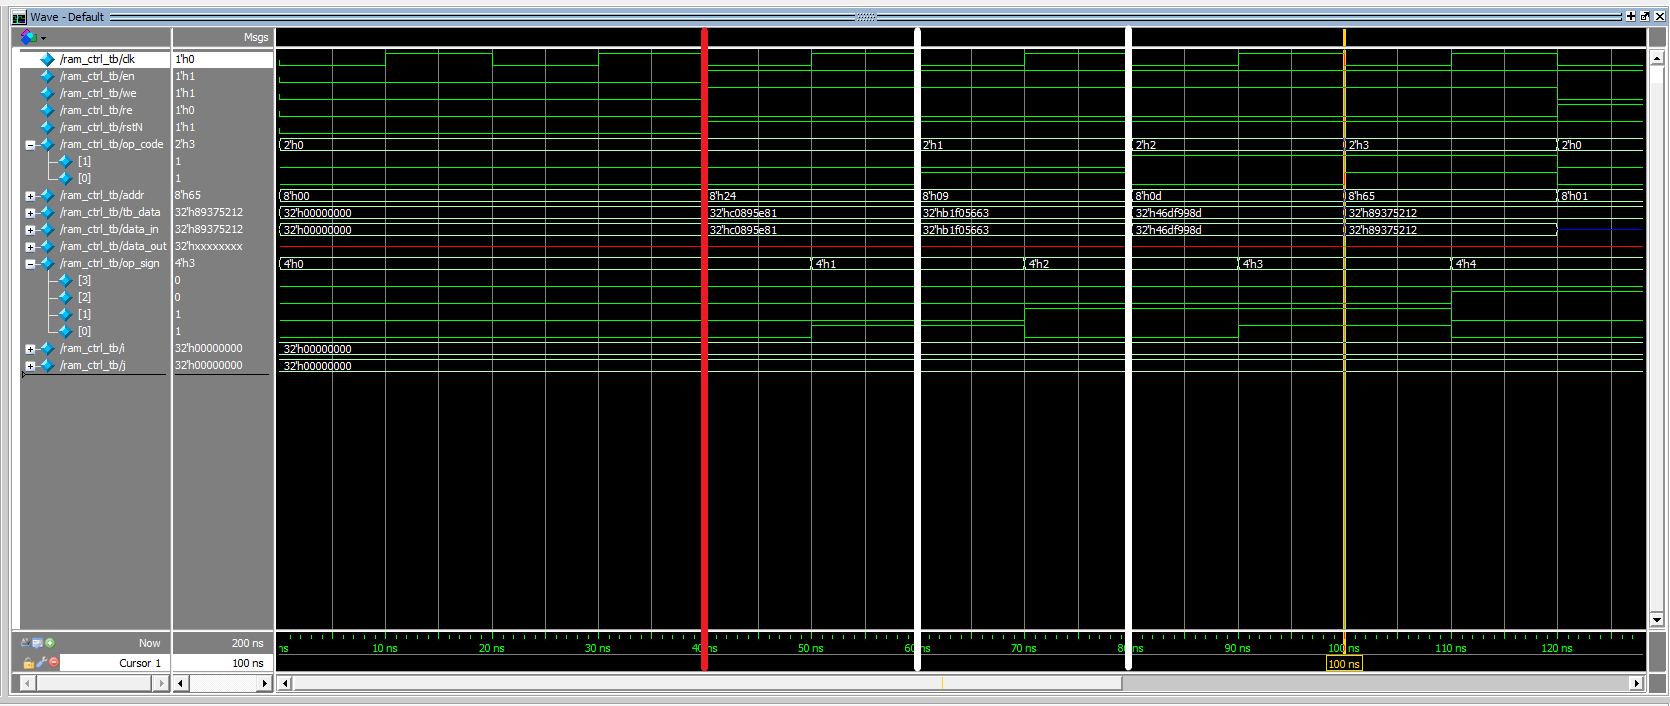 Wave - Default
Msgs
/ram_ctrl_tb/clk 1'h0
/ram_ctrl_tb/en 1'h1
/ram_ctrl_tb/we 1'h1
/ram_ctrl_tb/re 1'h0
/ram_ctrl_tb/rstN 1'h1
/ram_ctrl_tb/op_code 2'h3 2'h0 2'h1 2'h2 2'h3 2'h0
[1] 1
[0] 1
/ram_ctrl_tb/addr 8'h65 8'h00 8'h24 8'h09 8'h0d 8'h65 8'h01
/ram_ctrl_tb/tb_data 32'h89375212 32'h00000000 32'hc0895e81 32'hb1f05663 32'h46df998d 32'h89375212
/ram_ctrl_tb/data_in 32'h89375212 32'h00000000 32'hc0895e81 32'hb1f05663 32'h46df998d 32'h89375212
/ram_ctrl_tb/data_out 32'hxxxxxxxx
/ram_ctrl_tb/op_sign 4'h3 4'h0 4'h1 4'h2 4'h3 4'h4
[3] 0
[2] 0
[1] 1
[0] 1
/ram_ctrl_tb/i 32'h00000000 32'h00000000
/ram_ctrl_tb/j 32'h00000000 32'h00000000
Now 200 ns ns 10 ns 20 ns 30 ns 50 ns 70 ns 90 ns 100 ns 110 ns 120 ns
Cursor 1 100 ns 100 ns